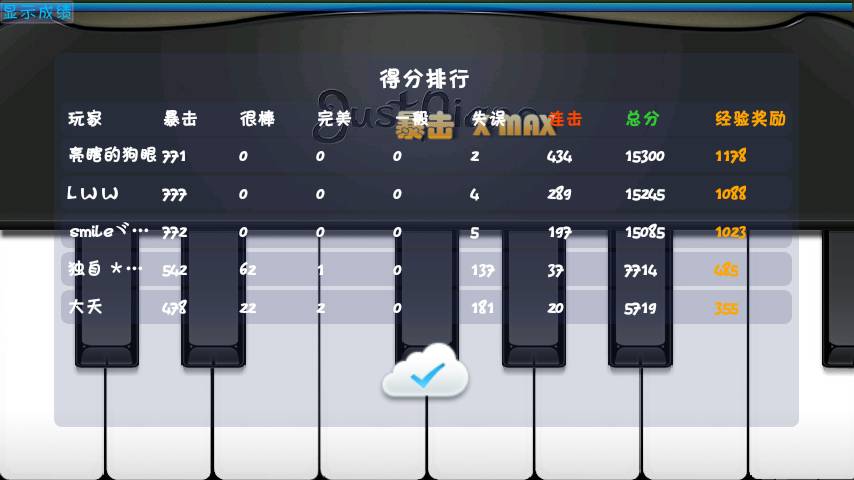 显示成绩
得分排行
JustPiano
暴击 X MAX
玩家 暴击 很棒 完美 一般 失误 连击 总分 经验奖励
亮瞎的狗眼 771 0 0 0 2 434 15300 1178
LWW 777 0 0 0 4 289 15245 1088
smileヾ… 772 0 0 0 5 197 15085 1023
独自 *… 542 62 1 0 137 37 7714 485
大天 478 22 2 0 181 20 5719 355